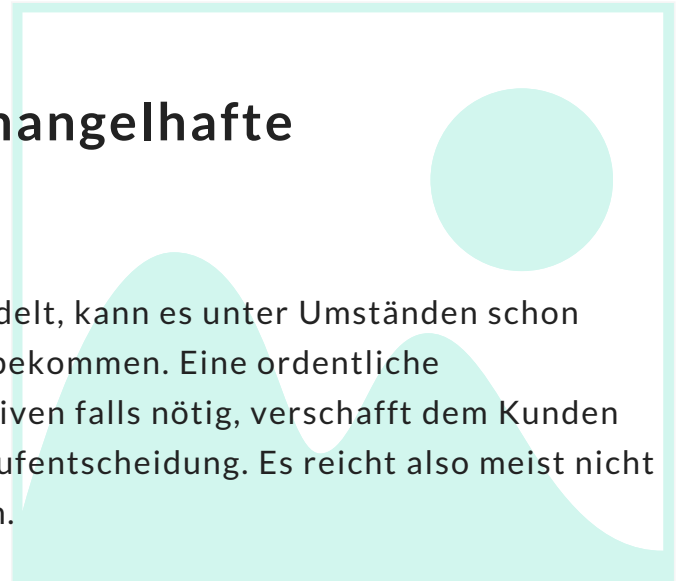 mangelhafte
delt, kann es unter Umständen schon
bekommen. Eine ordentliche
iven falls nötig, verschafft dem Kunden
ufentscheidung. Es reicht also meist nicht
n.